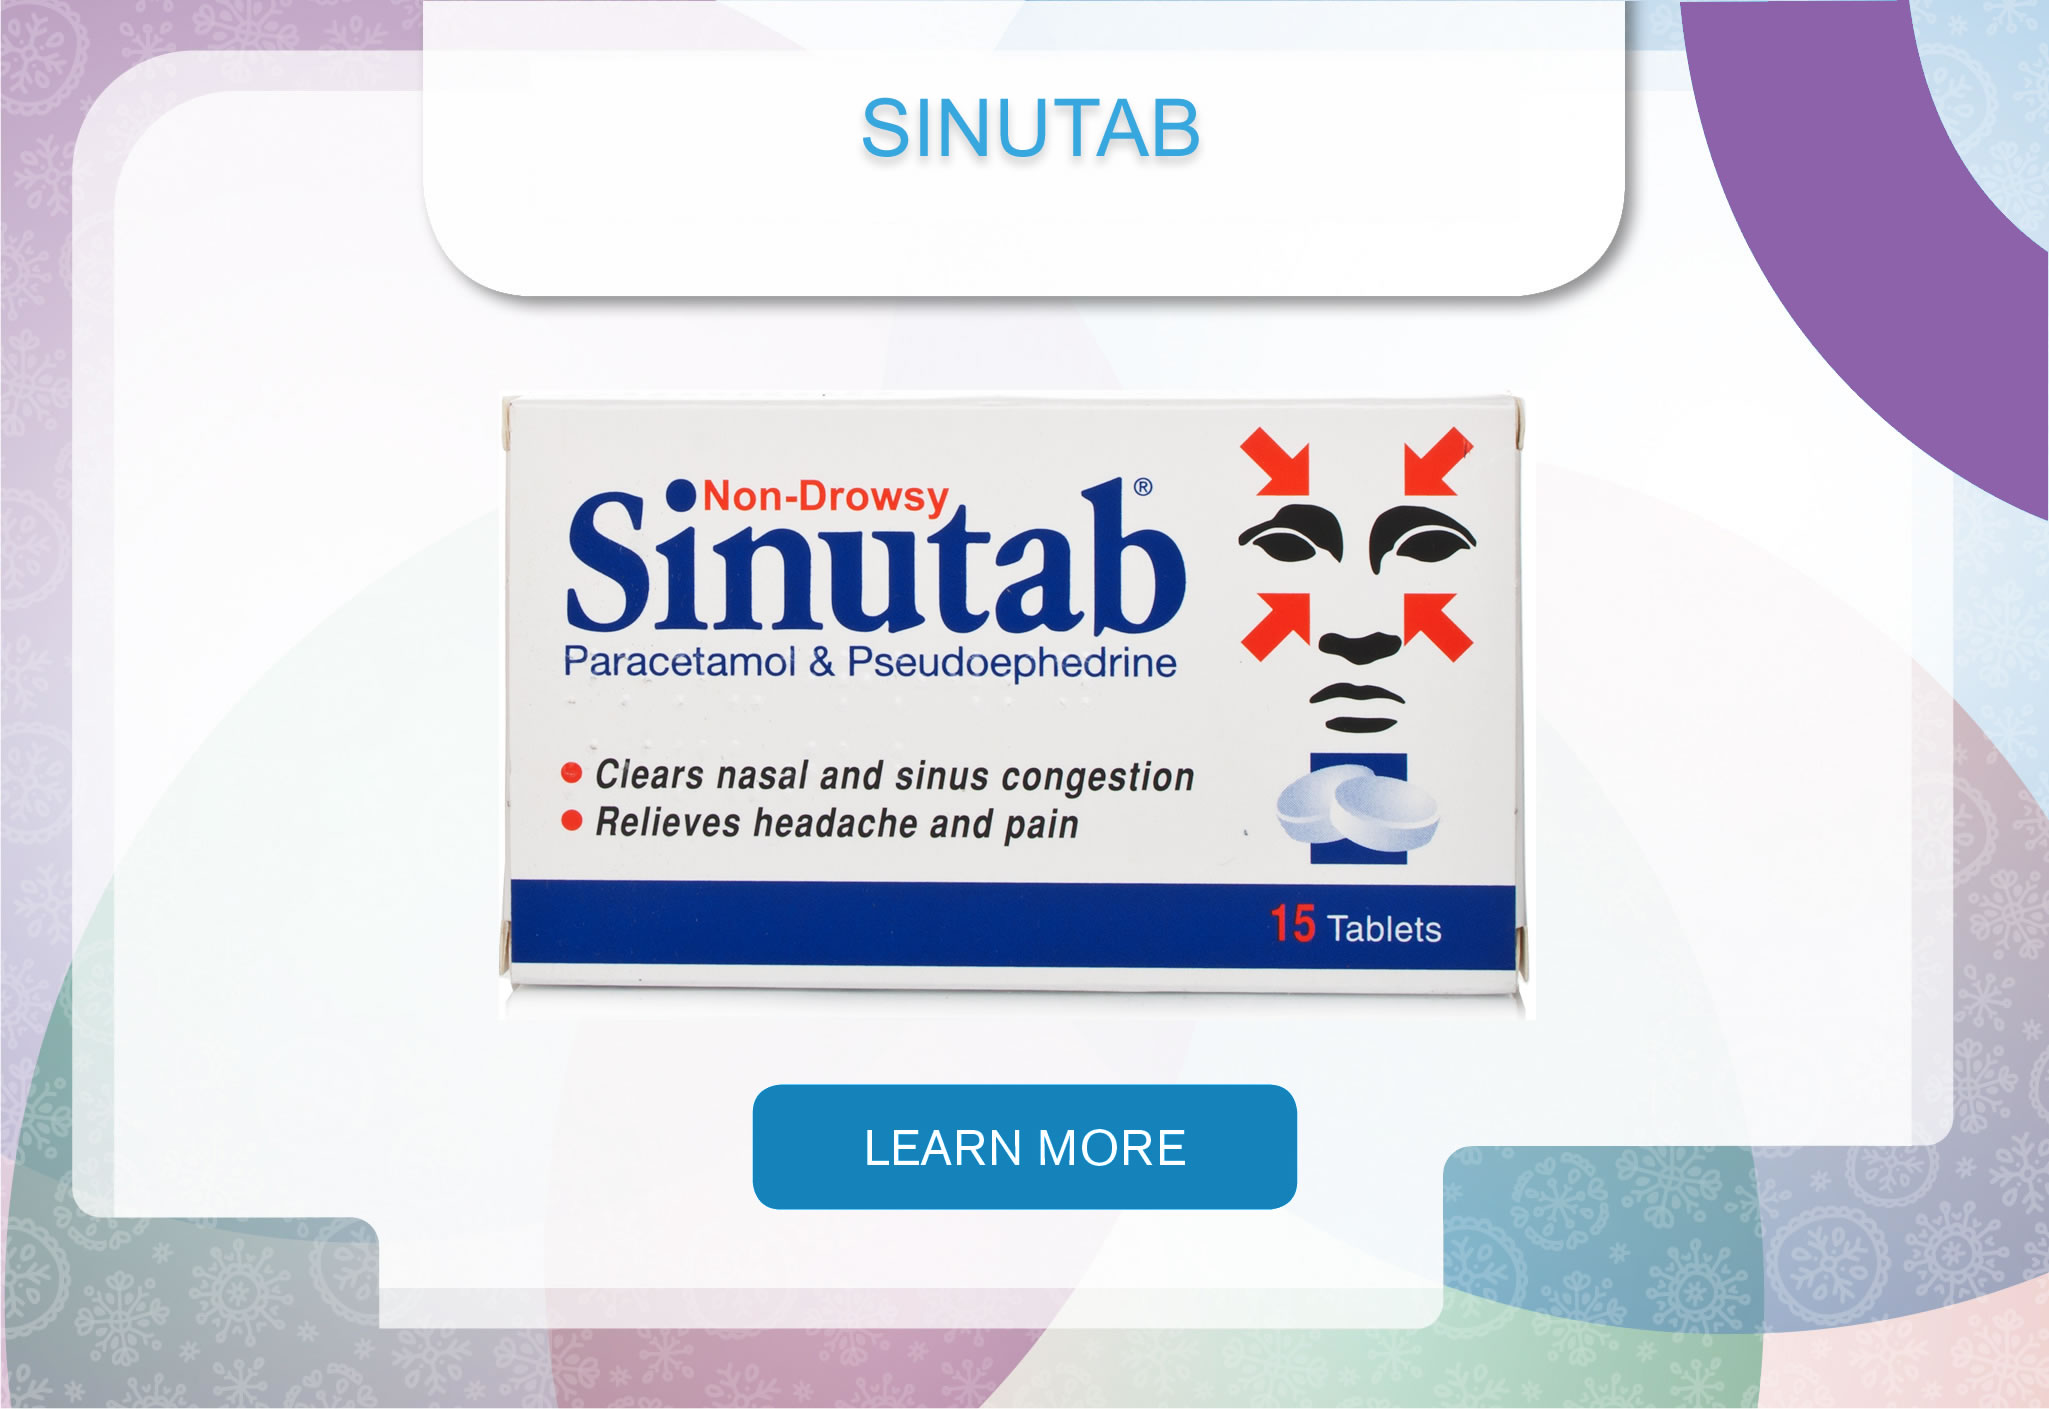 SINUTAB
Non-Drowsy
Sinutab®
Paracetamol & Pseudoephedrine
• Clears nasal and sinus congestion
• Relieves headache and pain
15 Tablets
LEARN MORE